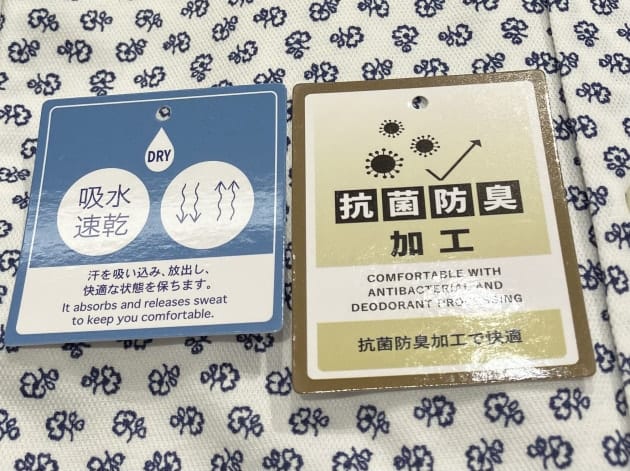 DRY
吸水
速乾
汗を吸い込み、放出し、
快適な状態を保ちます。
It absorbs and releases sweat
to keep you comfortable.
抗菌防臭
加工
COMFORTABLE WITH
ANTIBACTERIAL AND
DEODORANT PROCESSING
抗菌防臭加工で快適